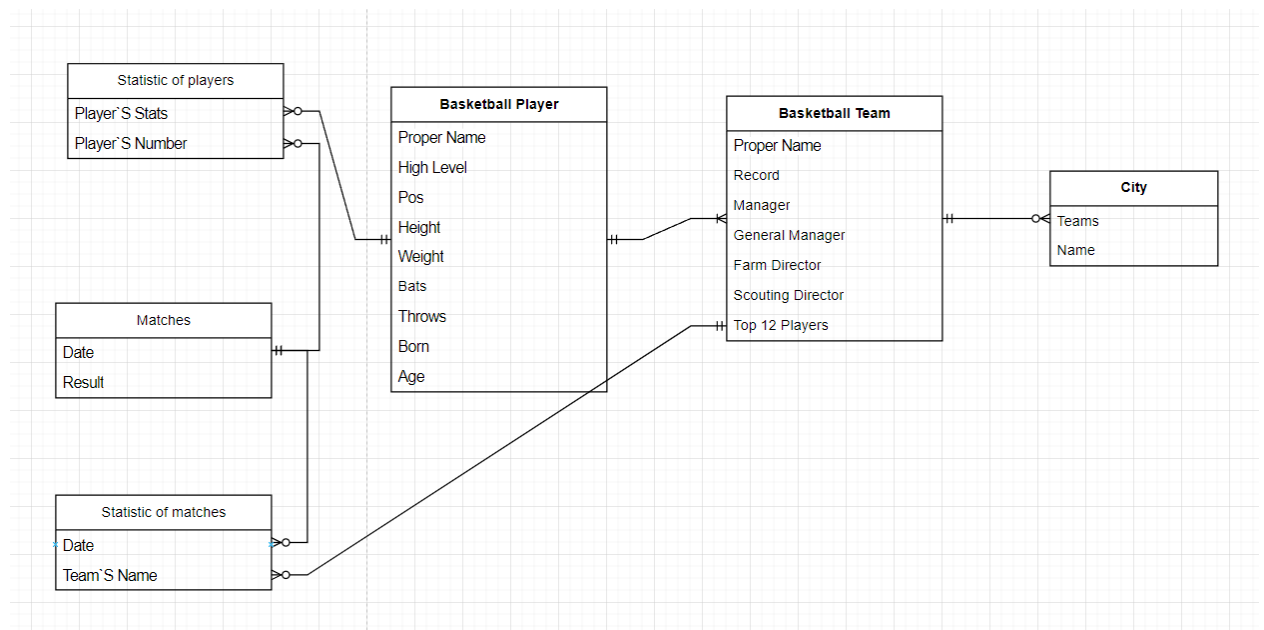 Statistic of players
Player`S Stats
Player`S Number
Basketball Player
Proper Name
High Level
Pos
Height
Weight
Bats
Throws
Born
Age
Basketball Team
Proper Name
Record
Manager
General Manager
Farm Director
Scouting Director
Top 12 Players
City
Teams
Name
Matches
Date
Result
Statistic of matches
Date
Team`S Name